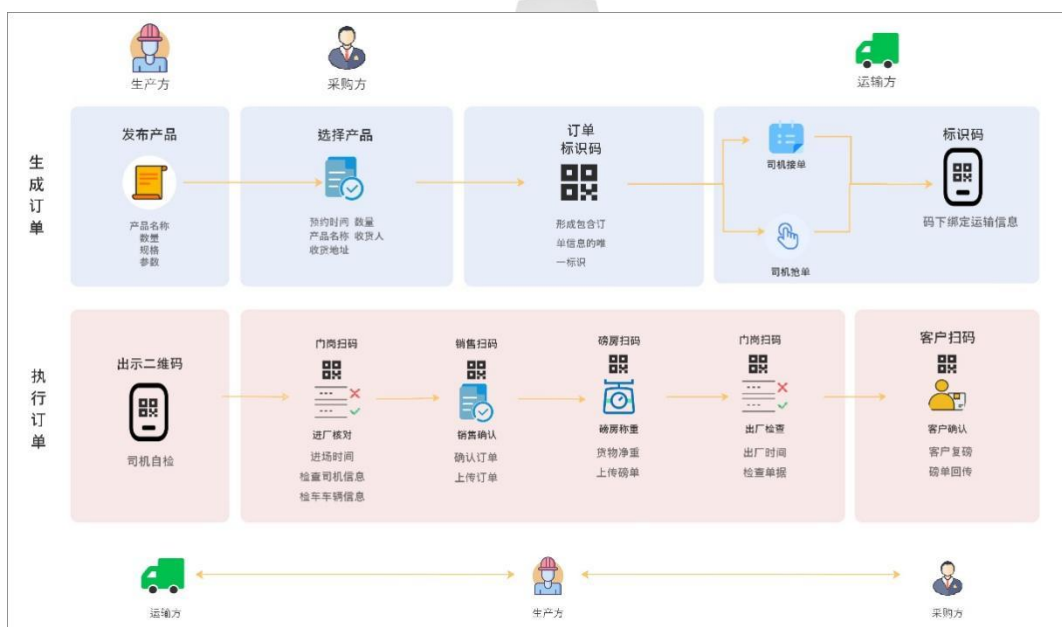 生产方
采购方
运输方
生成订单
发布产品
产品名称
数量
规格
参数
选择产品
预约时间 数量
产品名称 收货人
收货地址
订单
标识码
形成包含订
单信息的唯
一标识
司机接单
司机抢单
标识码
码下绑定运输信息
执行订单
出示二维码
司机自检
门岗扫码
进厂核对
进场时间
检查司机信息
检车车辆信息
销售扫码
销售确认
确认订单
上传订单
磅房扫码
磅房称重
货物净重
上传磅单
门岗扫码
出厂检查
出厂时间
检查单据
客户扫码
客户确认
客户复磅
磅单回传
运输方
生产方
采购方